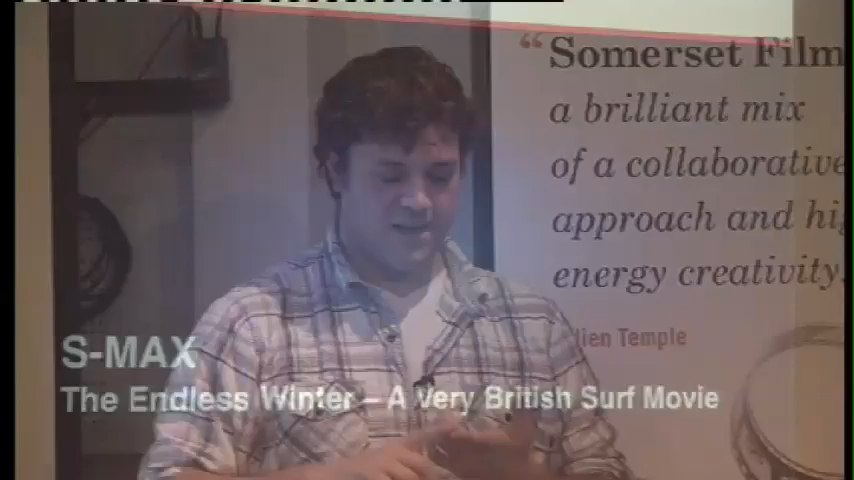 “Somerset Film
a brilliant mix
of a collaborative
approach and
energy creativity.
Temple
S-MAX
The Endless Winter – A Very British Surf Movie